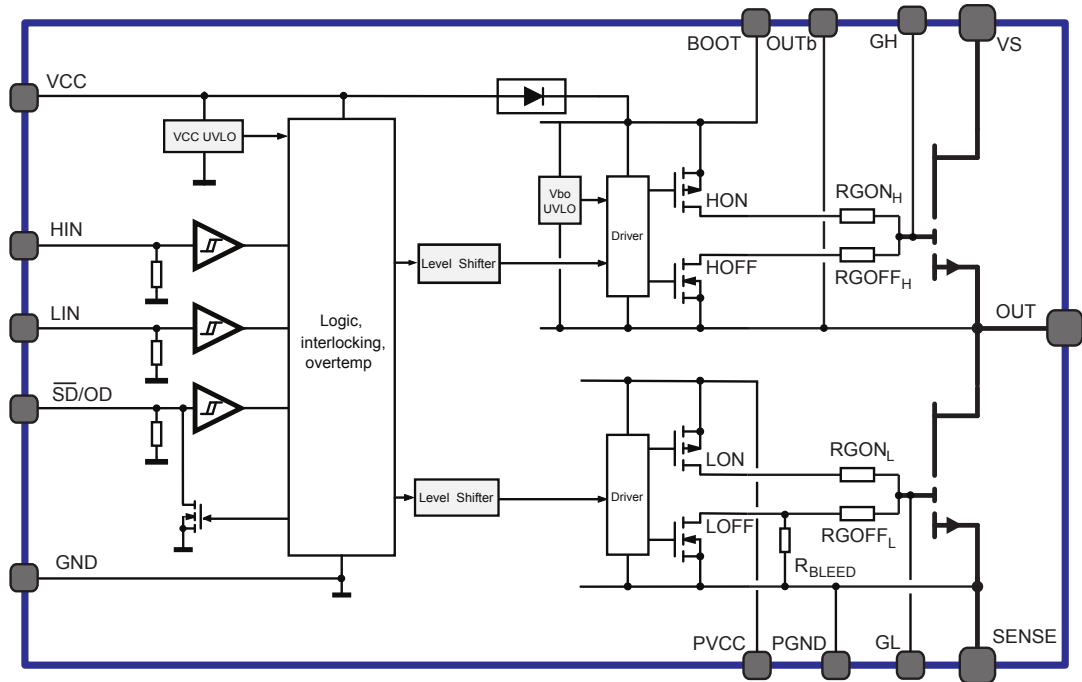 BOOT OUTb GH VS
VCC
VCC UVLO
HIN
LIN
SD/OD
GND
Logic,
interlocking,
overtemp
Level Shifter
Level Shifter
Vbo
UVLO
Driver
HON
HOFF
RGONH
RGOFFH
OUT
Driver
LON
LOFF
RGONL
RGOFFL
RBLEED
PVCC PGND GL SENSE